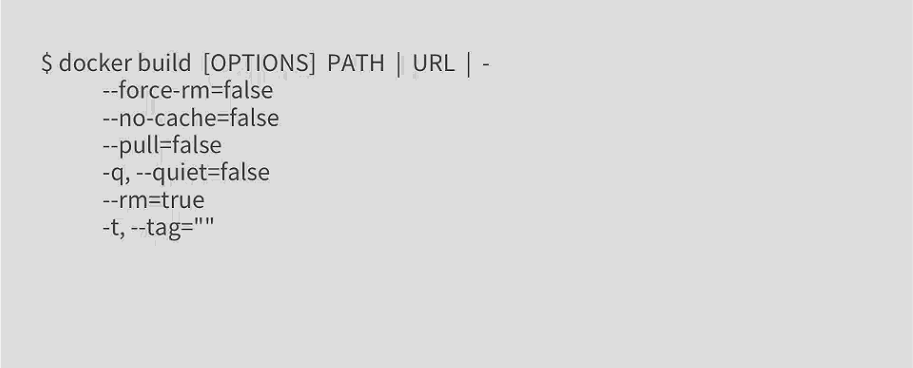 $ docker build [OPTIONS] PATH | URL | -
--force-rm=false
--no-cache=false
--pull=false
-q, --quiet=false
--rm=true
-t, --tag=""